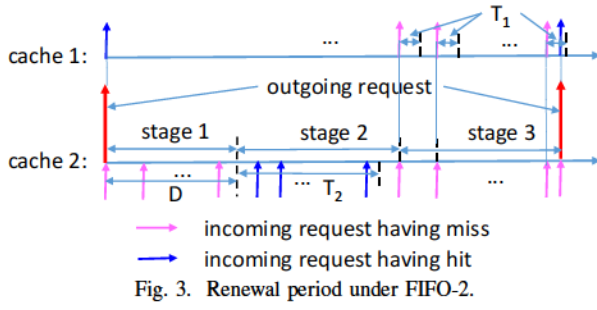 T1
cache 1:
... ...
outgoing request
stage 1 stage 2 stage 3
cache 2:
... ... ...
D T2
incoming request having miss
incoming request having hit
Fig. 3. Renewal period under FIFO-2.